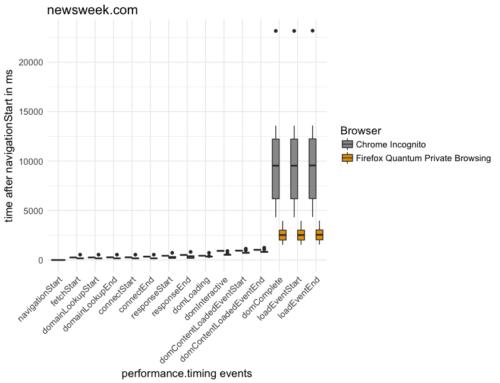 newsweek.com
time after navigationStart in ms
20000
15000
10000
5000
0
navigationStart
fetchStart
domainLookupStart
domainLookupEnd
connectStart
connectEnd
responseStart
responseEnd
domLoading
domInteractive
domContentLoadedEventStart
domContentLoadedEventEnd
domComplete
loadEventStart
loadEventEnd
performance.timing events
Browser
Chrome Incognito
Firefox Quantum Private Browsing